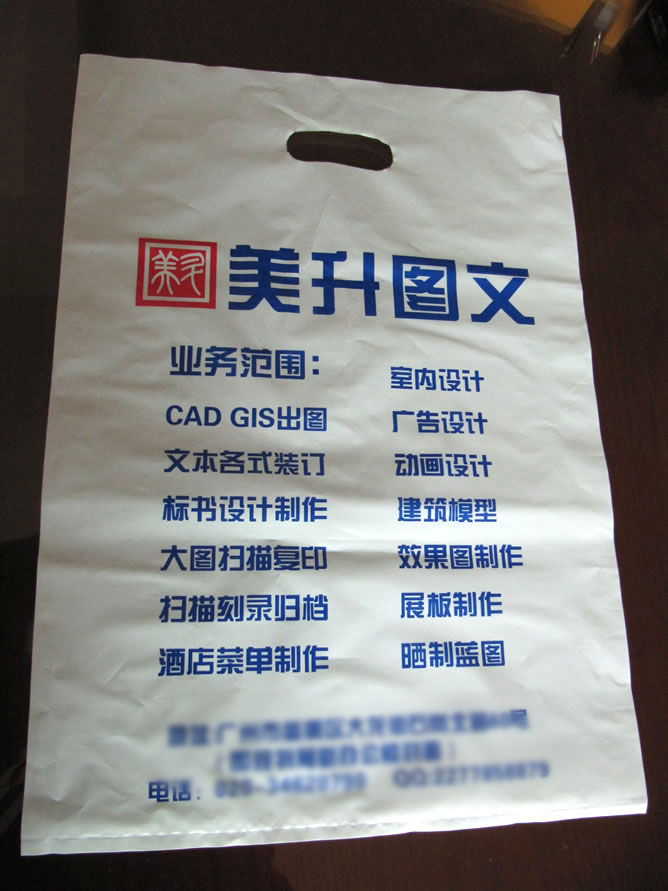 美升图文
业务范围：
CAD GIS出图
文本各式装订
标书设计制作
大图扫描复印
扫描刻录归档
酒店菜单制作
室内设计
广告设计
动画设计
建筑模型
效果图制作
展板制作
晒制蓝图
电话：